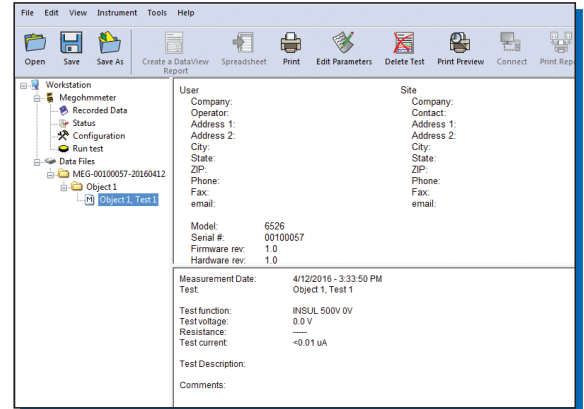 File Edit View Instrument Tools Help
Open Save Save As Create a DataView Report Spreadsheet Print Edit Parameters Delete Test Print Preview Connect Print Rep
Workstation
Megohmmeter
Recorded Data
Status
Configuration
Run test
Data Files
MEG-00100057-20160412
Object 1
Object 1, Test 1
User
Company:
Operator:
Address 1:
Address 2:
City:
State:
ZIP:
Phone:
Fax:
email:
Site
Company:
Contact:
Address 1:
Address 2:
City:
State:
ZIP:
Phone:
Fax:
email:
Model: 6526
Serial #: 00100057
Firmware rev: 1.0
Hardware rev: 1.0
Measurement Date: 4/12/2016 - 3:33:50 PM
Test: Object 1, Test 1
Test function: INSUL 500V 0V
Test voltage: 0.0 V
Resistance: -----
Test current: <0.01 uA
Test Description:
Comments: